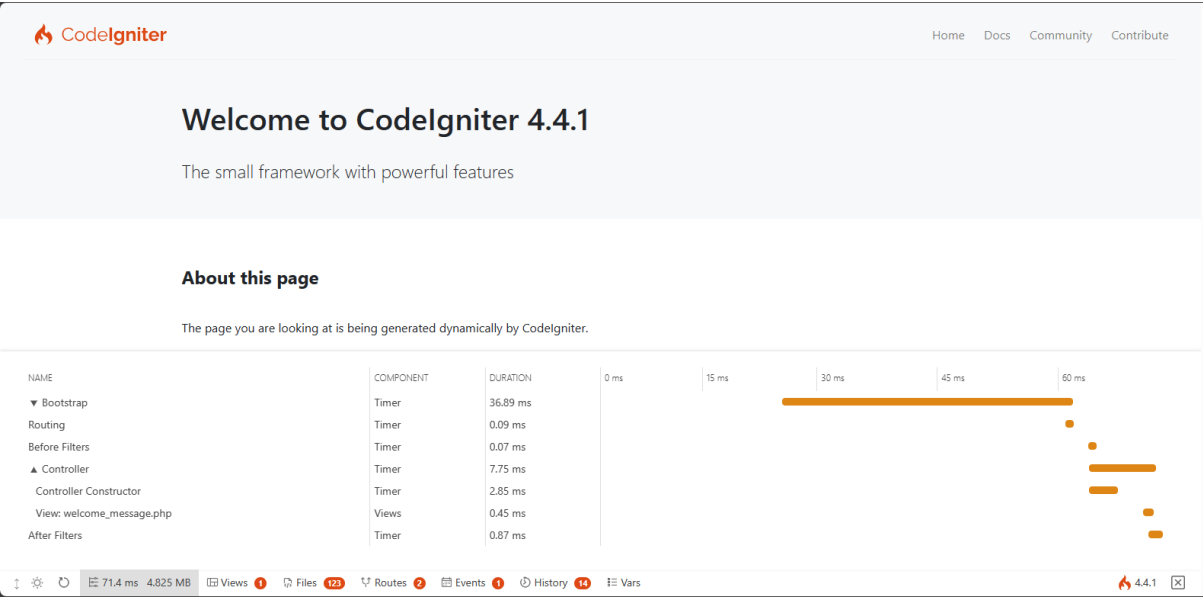 CodeIgniter
Home Docs Community Contribute
Welcome to CodeIgniter 4.4.1
The small framework with powerful features
About this page
The page you are looking at is being generated dynamically by CodeIgniter.
NAME COMPONENT DURATION 0 ms 15 ms 30 ms 45 ms 60 ms
▼ Bootstrap Timer 36.89 ms
Routing Timer 0.09 ms
Before Filters Timer 0.07 ms
▲ Controller Timer 7.75 ms
Controller Constructor Timer 2.85 ms
View: welcome_message.php Views 0.45 ms
After Filters Timer 0.87 ms
71.4 ms 4.825 MB Views 1 Files 123 Routes 2 Events 1 History 14 Vars 4.4.1